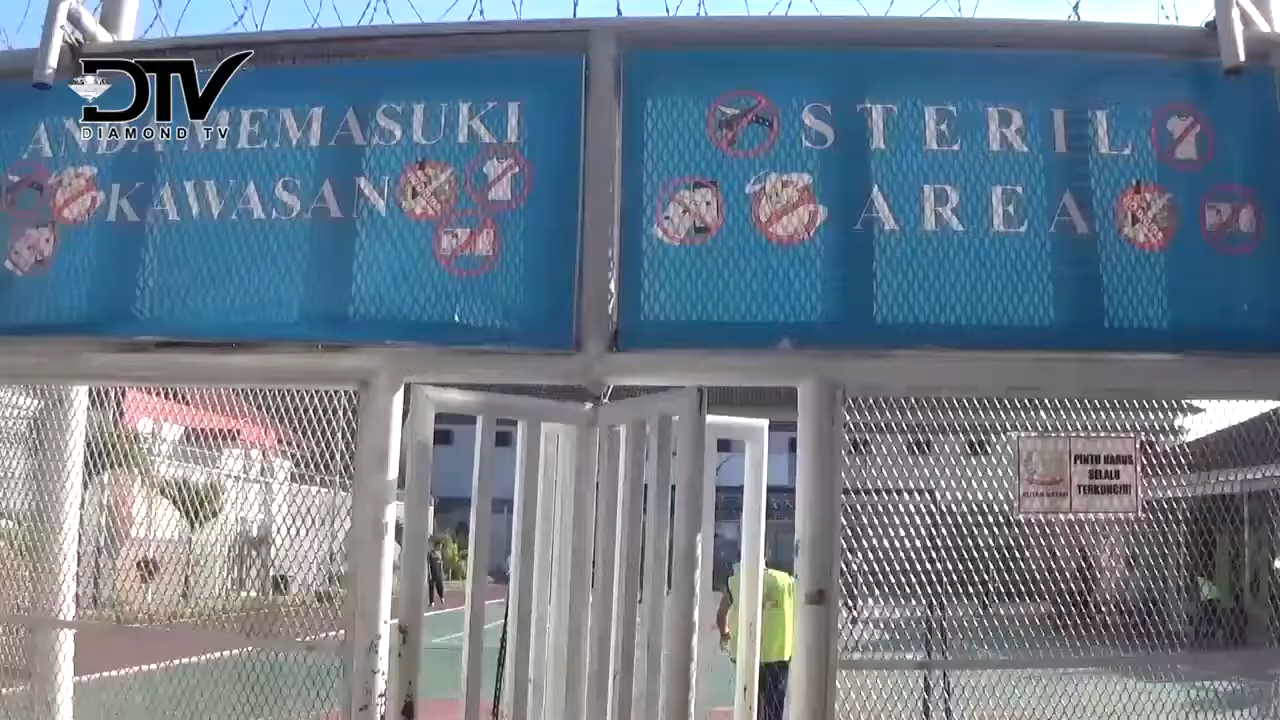 DTV
DIAMOND TV
ANDA MEMASUKI
KAWASAN
STERIL
AREA
PINTU HARUS
SELALU
TERKUNCI!!!